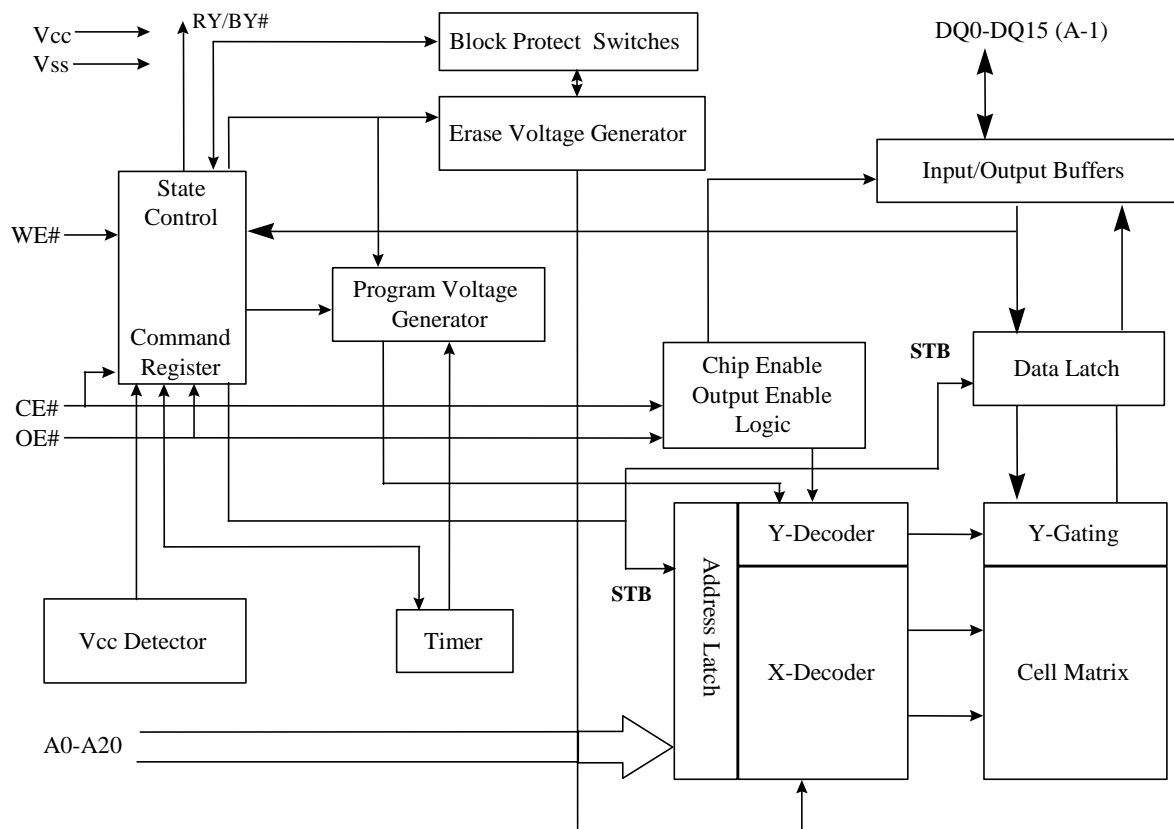 Vcc
Vss
RY/BY#
Block Protect Switches
DQ0-DQ15 (A-1)
Erase Voltage Generator
Input/Output Buffers
State
Control
WE#
Program Voltage
Generator
Command
Register
STB
Chip Enable
Output Enable
Logic
Data Latch
CE#
OE#
Y-Decoder
Y-Gating
Address Latch
STB
Vcc Detector
Timer
X-Decoder
Cell Matrix
A0-A20